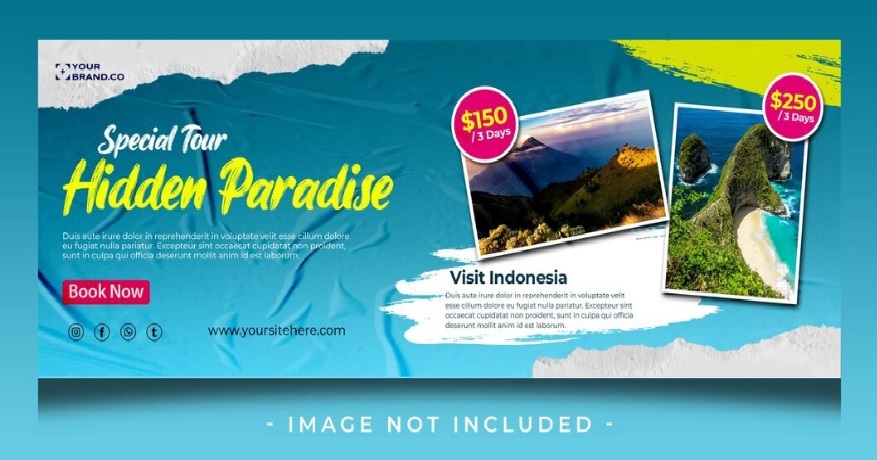 YOUR
BRAND.CO
Special Tour
Hidden Paradise
Duis aute irure dolor in reprehenderit in voluptate velit esse cillum dolore
eu fugiat nulla pariatur. Excepteur sint occaecat cupidatat non proident,
sunt in culpa qui officia deserunt mollit anim id est laborum.
Book Now
www.yoursitehere.com
$150
/ 3 Days
$250
/ 3 Days
Visit Indonesia
Duis aute irure dolor in reprehenderit in voluptate velit
esse cillum dolore eu fugiat nulla pariatur. Excepteur sint
occaecat cupidatat non proident, sunt in culpa qui officia
deserunt mollit anim id est laborum.
- IMAGE NOT INCLUDED -